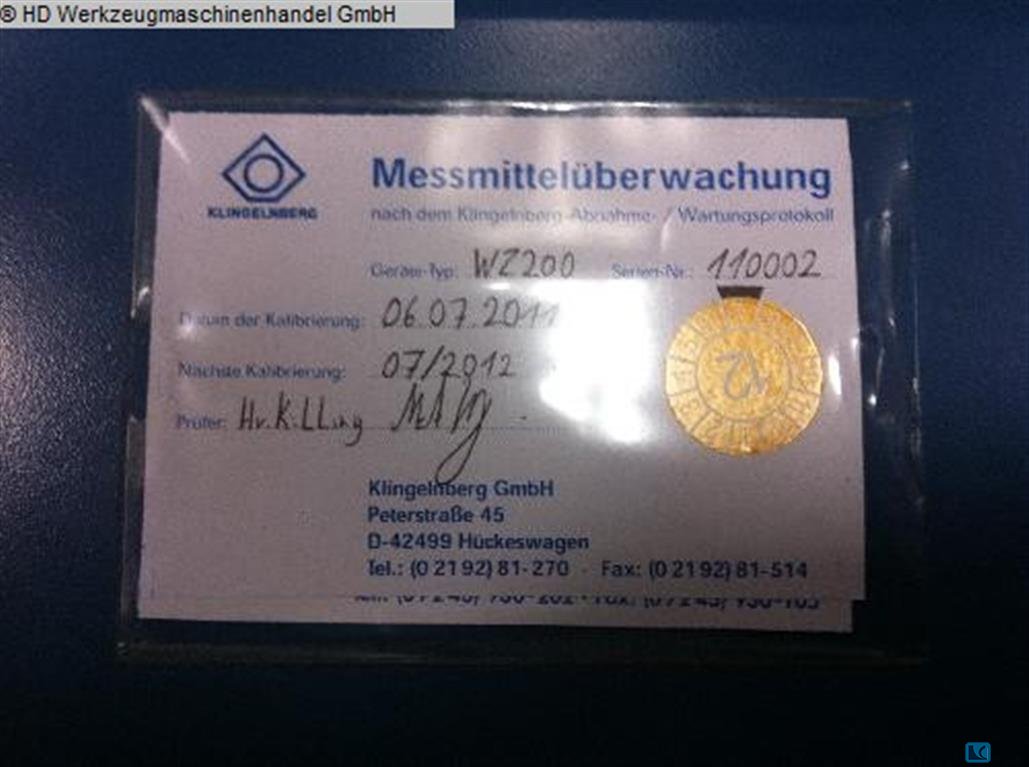 ® HD Werkzeugmaschinenhandel GmbH
KLINGELNBERG
Messmittelüberwachung
nach dem Klingelnberg-Abnahme- / Wartungsprotokoll
Geräte-Typ: WZ200 Serien-Nr.: 110002
Datum der Kalibrierung: 06.07.2011
Nächste Kalibrierung: 07/2012
Prüfer: Hr. Killing
12
Klingelnberg GmbH
Peterstraße 45
D-42499 Hückeswagen
Tel.: (0 21 92) 81-270 Fax: (0 21 92) 81-514